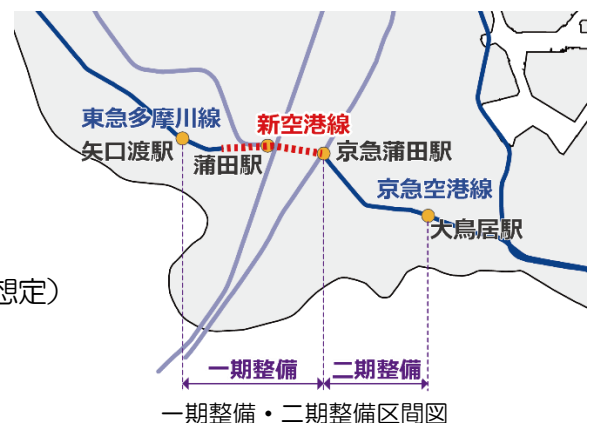 東急多摩川線
新空港線
矢口渡駅
蒲田駅
京急蒲田駅
京急空港線
大鳥居駅
想定）
一期整備
二期整備
一期整備・二期整備区間図